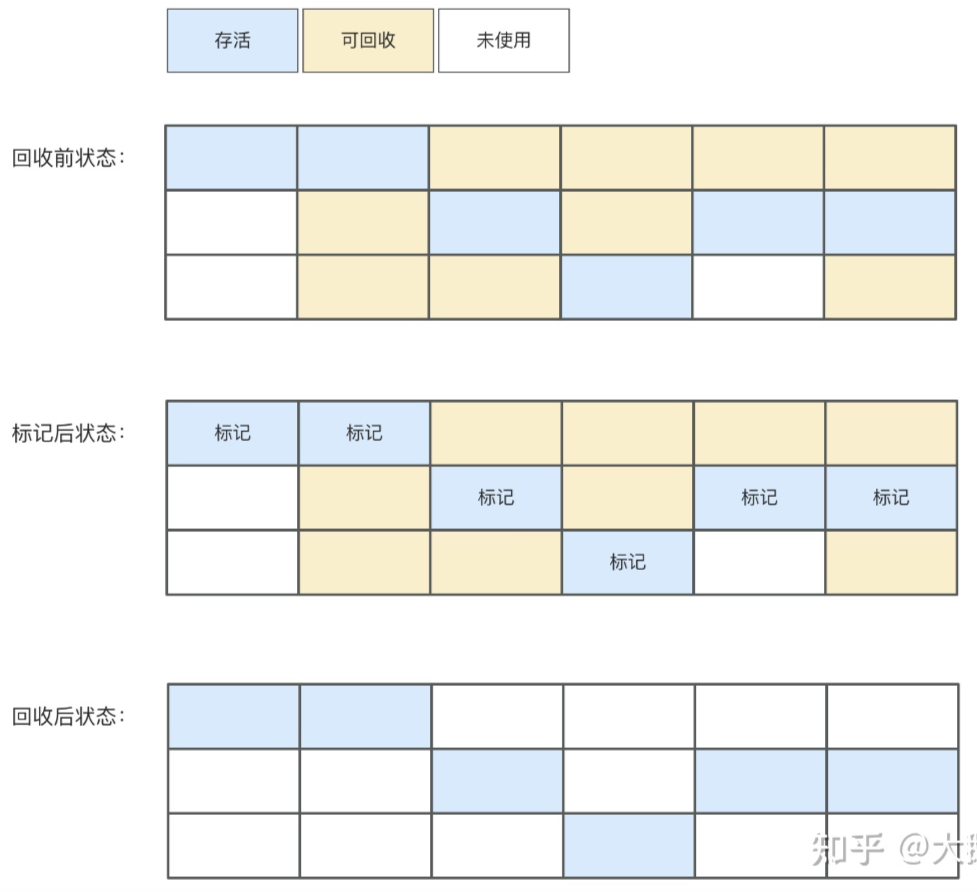 存活 可回收 未使用
回收前状态：
标记后状态： 标记 标记
标记 标记 标记
标记
回收后状态：
知乎 @大